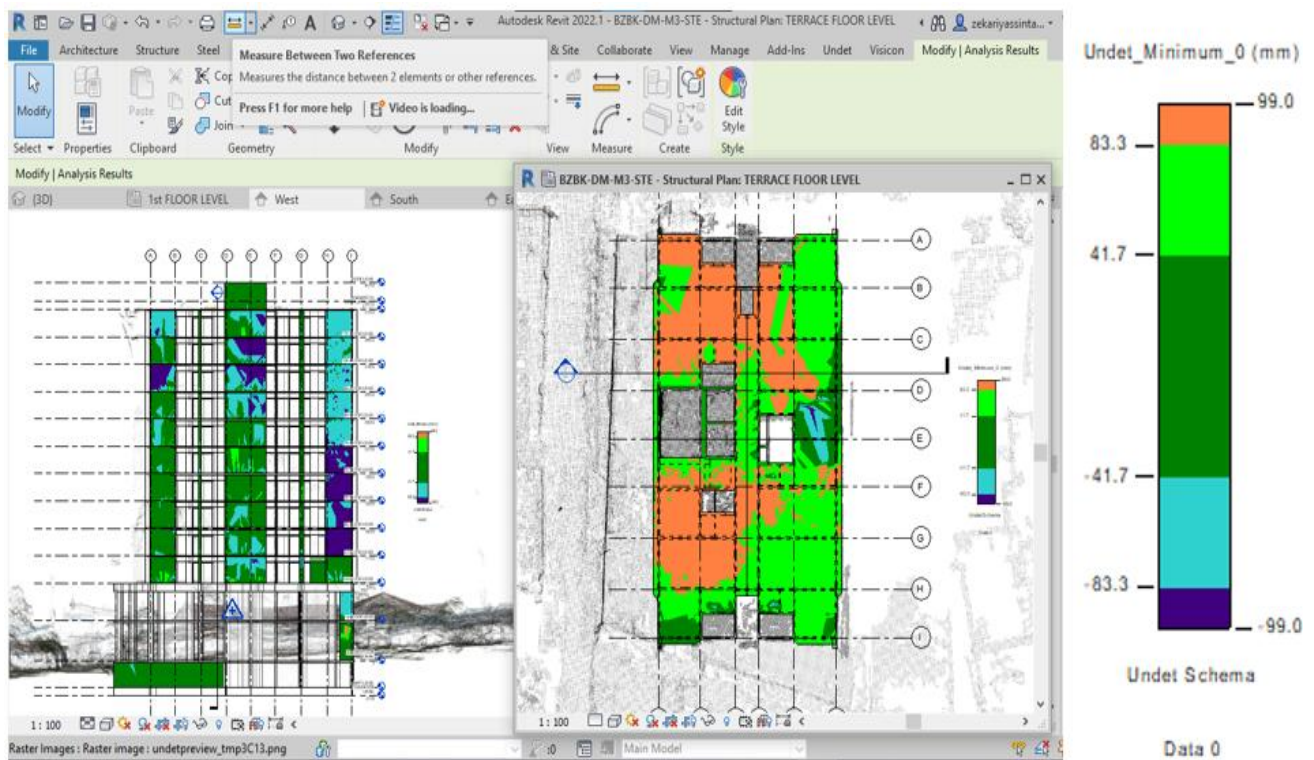 Autodesk Revit 2022.1 - BZBK-DM-M3-STE - Structural Plan: TERRACE FLOOR LEVEL
zekariyassinta...
File Architecture Structure Steel
& Site Collaborate View Manage Add-Ins Undet Visicon Modify | Analysis Results
Measure Between Two References
Measures the distance between 2 elements or other references.
Press F1 for more help
Video is loading...
Modify
Paste
Cop
Cut
Join
Edit
Style
Select Properties Clipboard Geometry Modify View Measure Create Style
Modify | Analysis Results
(3D) 1st FLOOR LEVEL West South
BZBK-DM-M3-STE - Structural Plan: TERRACE FLOOR LEVEL
A
B
C
D
E
F
G
H
I
1 : 100
1 : 100
Raster Images : Raster image : undetpreview_tmp3C13.png
:0
Main Model
Undet_Minimum_0 (mm)
99.0
83.3
41.7
-41.7
-83.3
-99.0
Undet Schema
Data 0